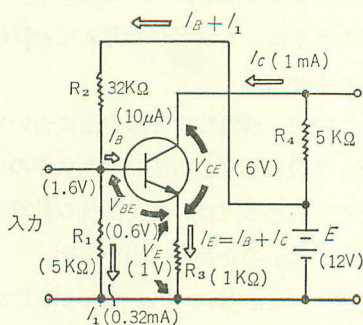 I_B + I_1
I_C (1mA)
R_2 32KΩ
(10μA)
I_B
R_4 5KΩ
V_CE (6V)
(1.6V)
V_BE
(0.6V)
入力
I_E = I_B + I_C
E
(12V)
R_1
(5KΩ)
V_E
(1V)
R_3 (1KΩ)
I_1 (0.32mA)